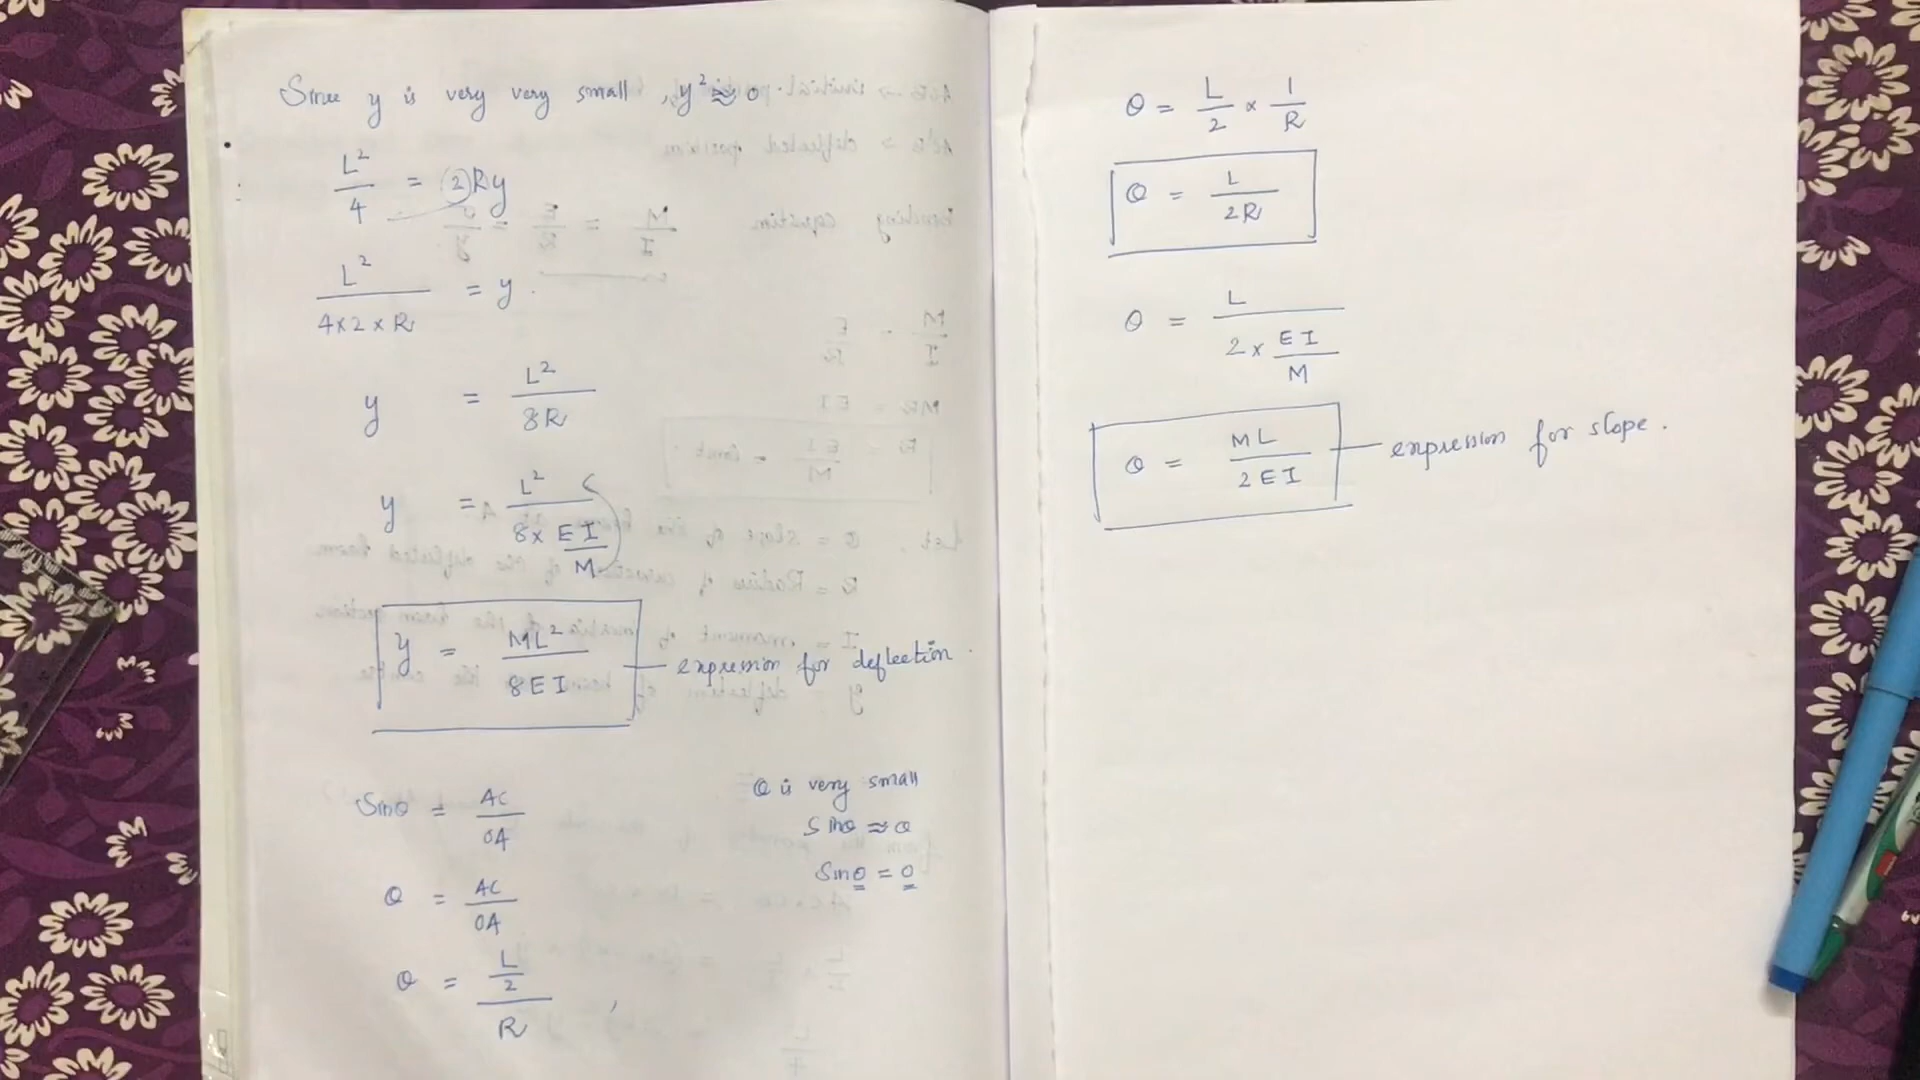 Since y is very very small, y² ≈ 0.
L²/4 = 2Ry
L²/(4×2×R) = y.
y = L²/8R
y = L²/(8× EI/M)
y = ML²/8EI — expression for deflection.
Sinθ = AC/OA
θ = AC/OA
θ = (L/2)/R,
θ is very small
Sinθ ≈ θ
Sinθ = θ
θ = L/2 × 1/R
θ = L/2R
θ = L/(2 × EI/M)
θ = ML/2EI — expression for slope.